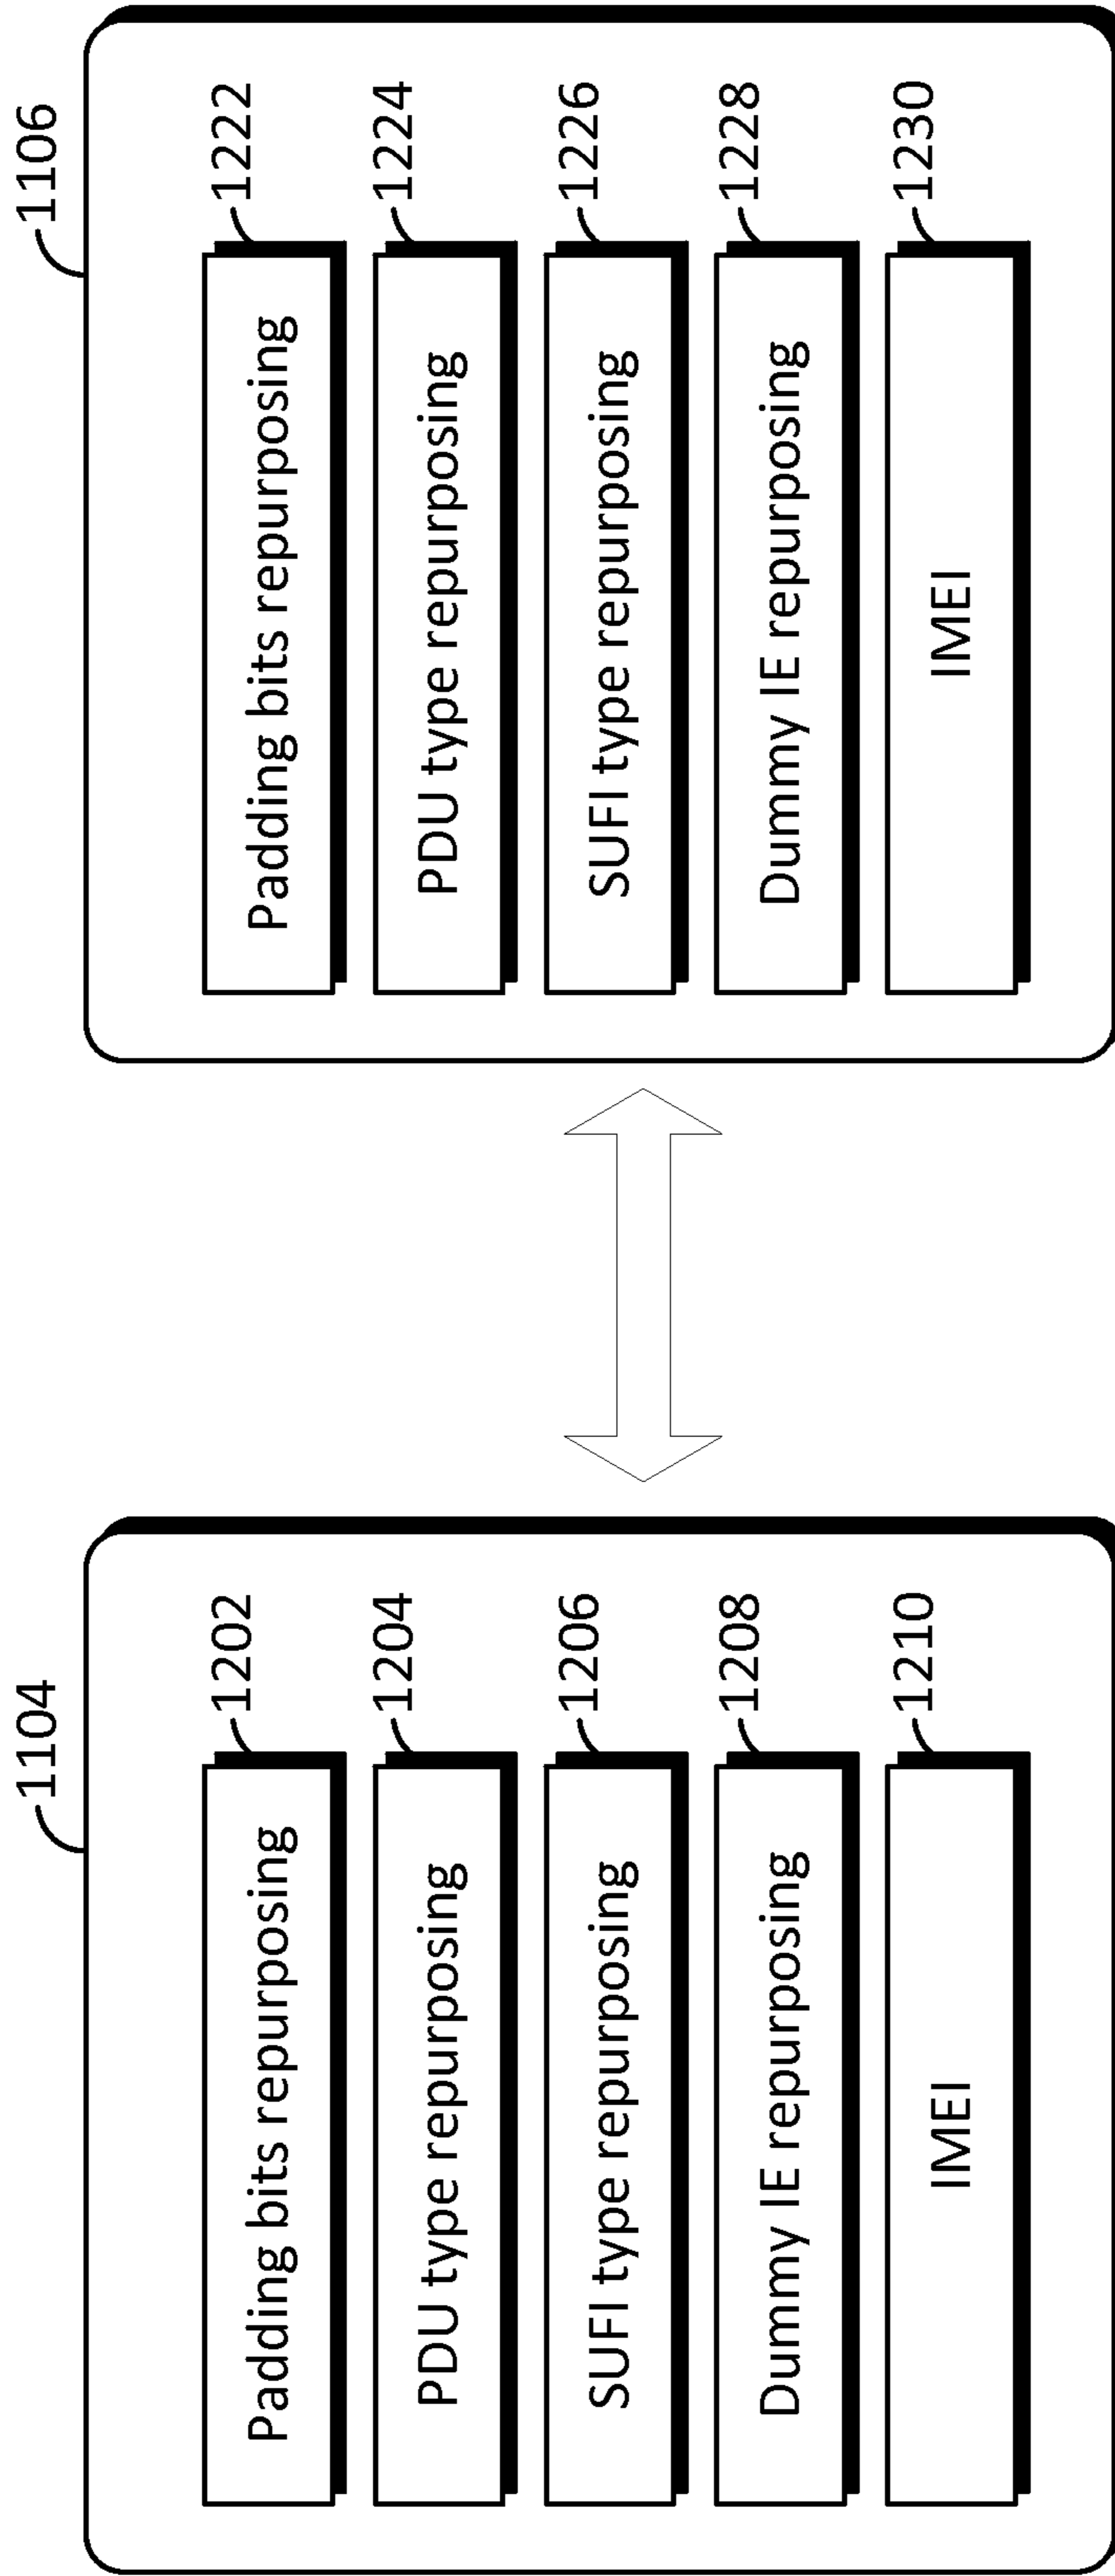 1104
Padding bits repurposing
1202
PDU type repurposing
1204
SUFI type repurposing
1206
Dummy IE repurposing
1208
IMEI
1210
1106
Padding bits repurposing
1222
PDU type repurposing
1224
SUFI type repurposing
1226
Dummy IE repurposing
1228
IMEI
1230